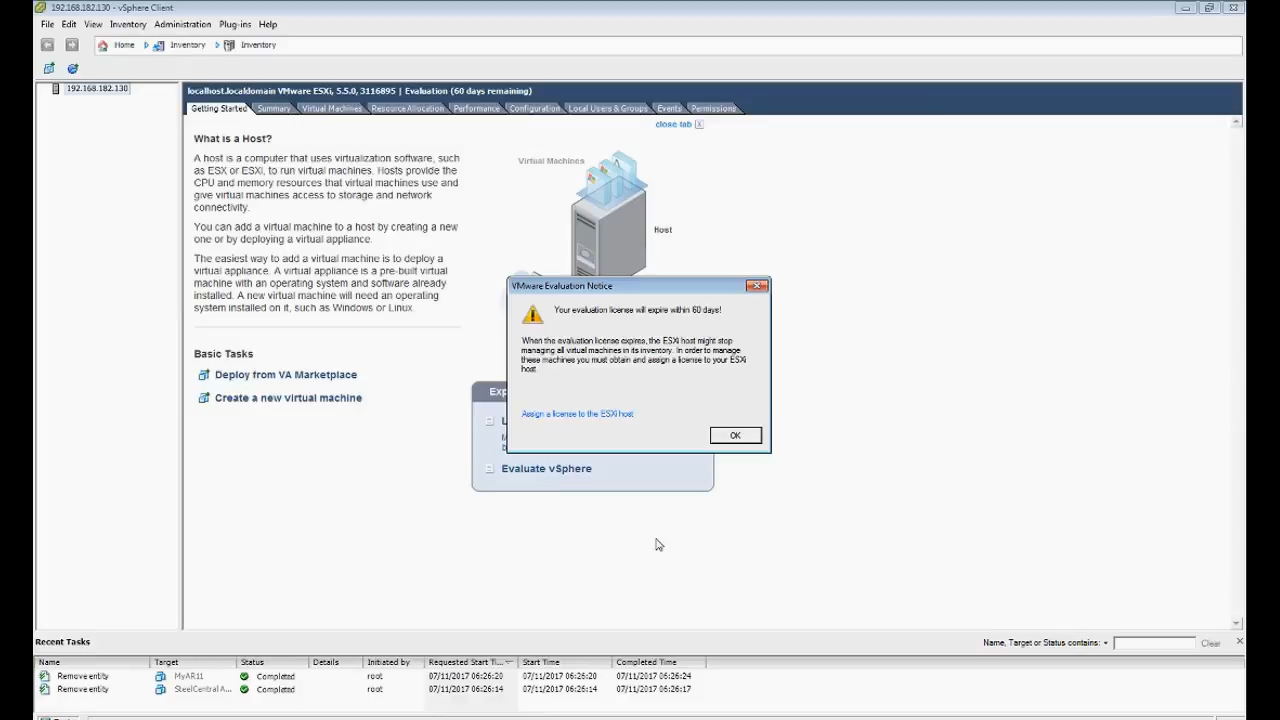 192.168.182.130 - vSphere Client
File Edit View Inventory Administration Plug-ins Help
Home Inventory Inventory
192.168.182.130
localhost.localdomain VMware ESXi, 5.5.0, 3116895 | Evaluation (60 days remaining)
Getting Started Summary Virtual Machines Resource Allocation Performance Configuration Local Users & Groups Events Permissions
close tab X
What is a Host?
A host is a computer that uses virtualization software, such
as ESX or ESXi, to run virtual machines. Hosts provide the
CPU and memory resources that virtual machines use and
give virtual machines access to storage and network
connectivity.
You can add a virtual machine to a host by creating a new
one or by deploying a virtual appliance.
The easiest way to add a virtual machine is to deploy a
virtual appliance. A virtual appliance is a pre-built virtual
machine with an operating system and software already
installed. A new virtual machine will need an operating
system installed on it, such as Windows or Linux.
Basic Tasks
Deploy from VA Marketplace
Create a new virtual machine
Virtual Machines
Host
VMware Evaluation Notice
Your evaluation license will expire within 60 days!
When the evaluation license expires, the ESXi host might stop
managing all virtual machines in its inventory. In order to manage
these machines you must obtain and assign a license to your ESXi
host.
Assign a license to the ESXi host
OK
Exp
L
Evaluate vSphere
Recent Tasks
Name, Target or Status contains: Clear
Name Target Status Details Initiated by Requested Start Ti... Start Time Completed Time
Remove entity MyAR11 Completed root 07/11/2017 06:26:20 07/11/2017 06:26:20 07/11/2017 06:26:24
Remove entity SteelCentral A... Completed root 07/11/2017 06:26:14 07/11/2017 06:26:14 07/11/2017 06:26:17